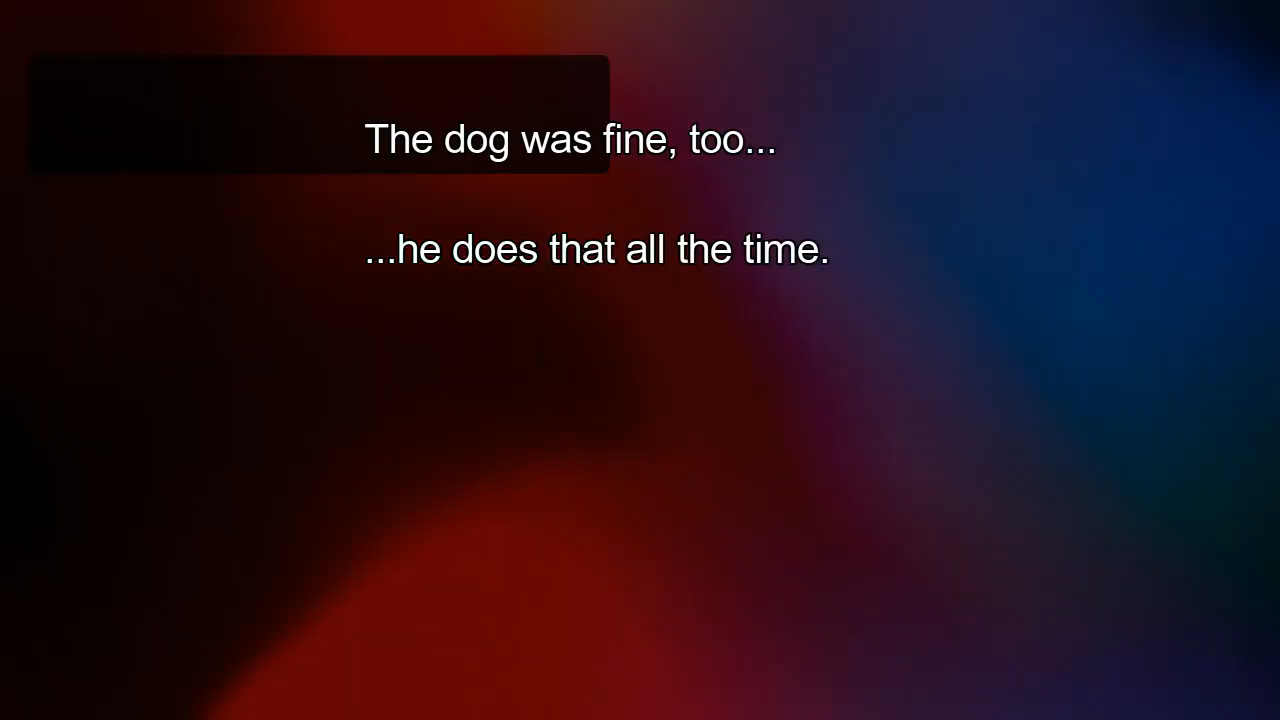 The dog was fine, too...
...he does that all the time.